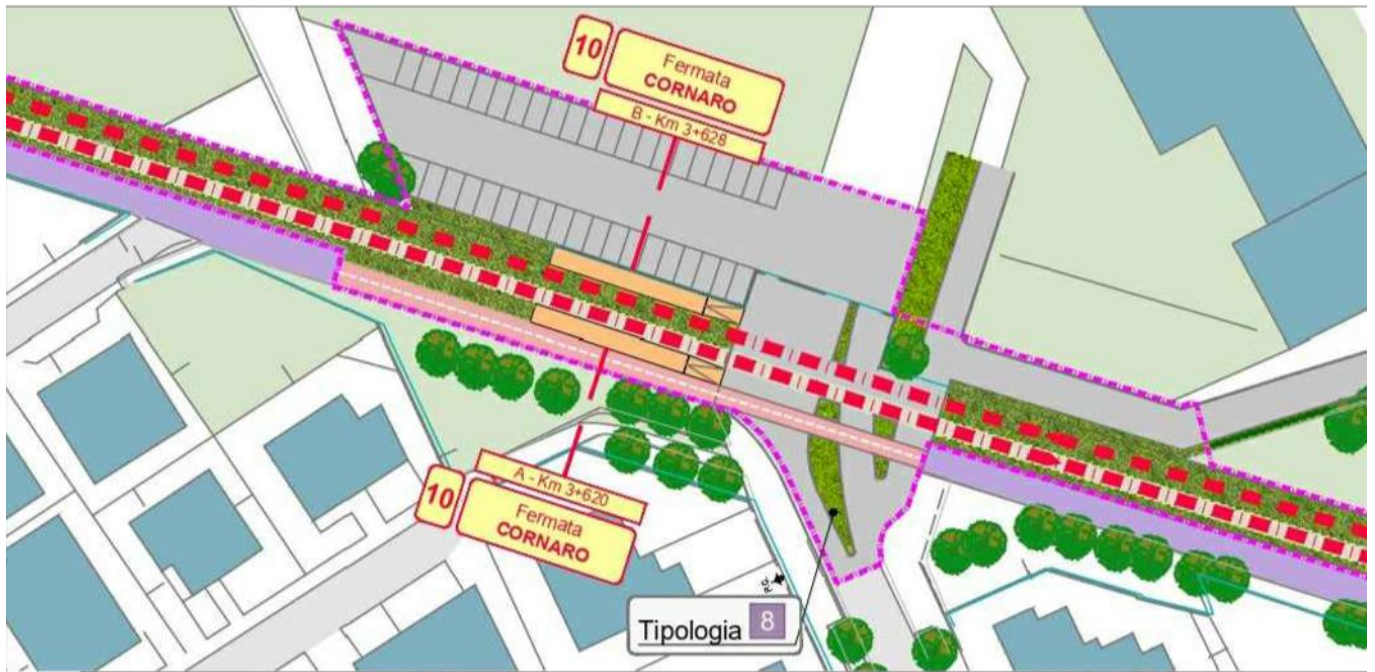 10
Fermata
CORNARO
B - Km 3+628
A - Km 3+620
10
Fermata
CORNARO
Tipologia 8